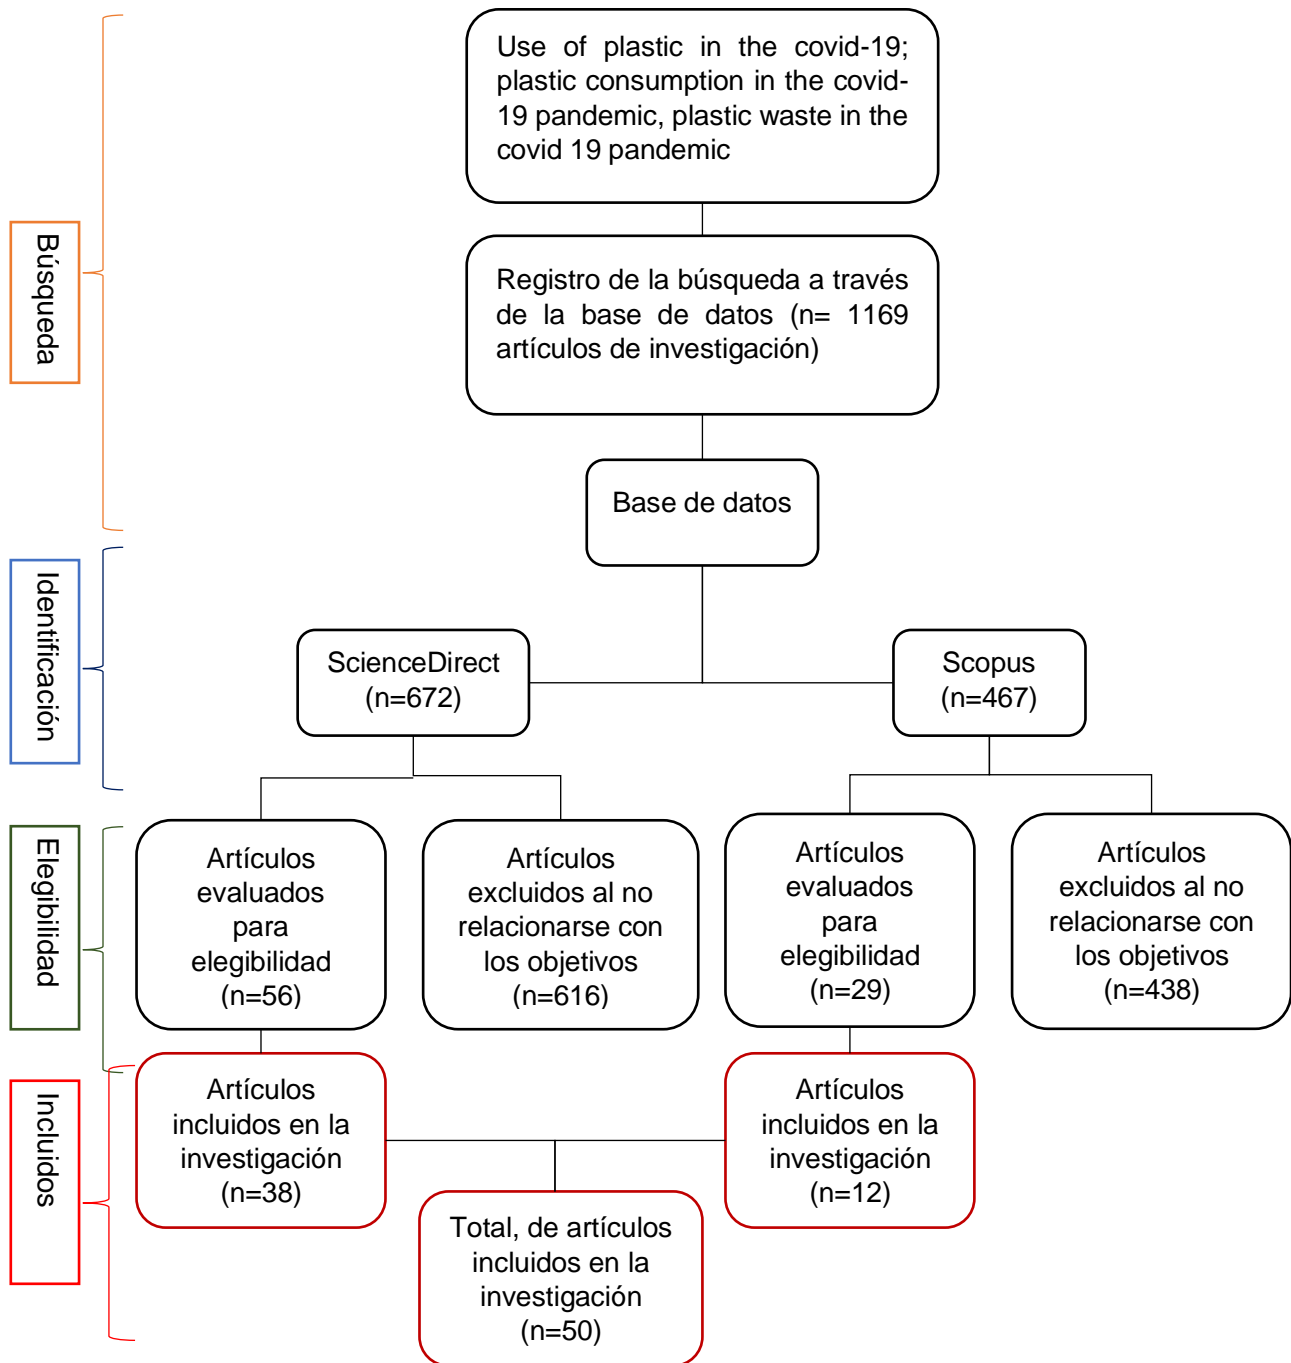 Use of plastic in the covid-19;
plastic consumption in the covid-
19 pandemic, plastic waste in the
covid 19 pandemic
Búsqueda
Registro de la búsqueda a través
de la base de datos (n= 1169
artículos de investigación)
Base de datos
Identificación
ScienceDirect
(n=672)
Scopus
(n=467)
Elegibilidad
Artículos
evaluados
para
elegibilidad
(n=56)
Artículos
excluidos al no
relacionarse con
los objetivos
(n=616)
Artículos
evaluados
para
elegibilidad
(n=29)
Artículos
excluidos al no
relacionarse con
los objetivos
(n=438)
Incluidos
Artículos
incluidos en la
investigación
(n=38)
Artículos
incluidos en la
investigación
(n=12)
Total, de artículos
incluidos en la
investigación
(n=50)